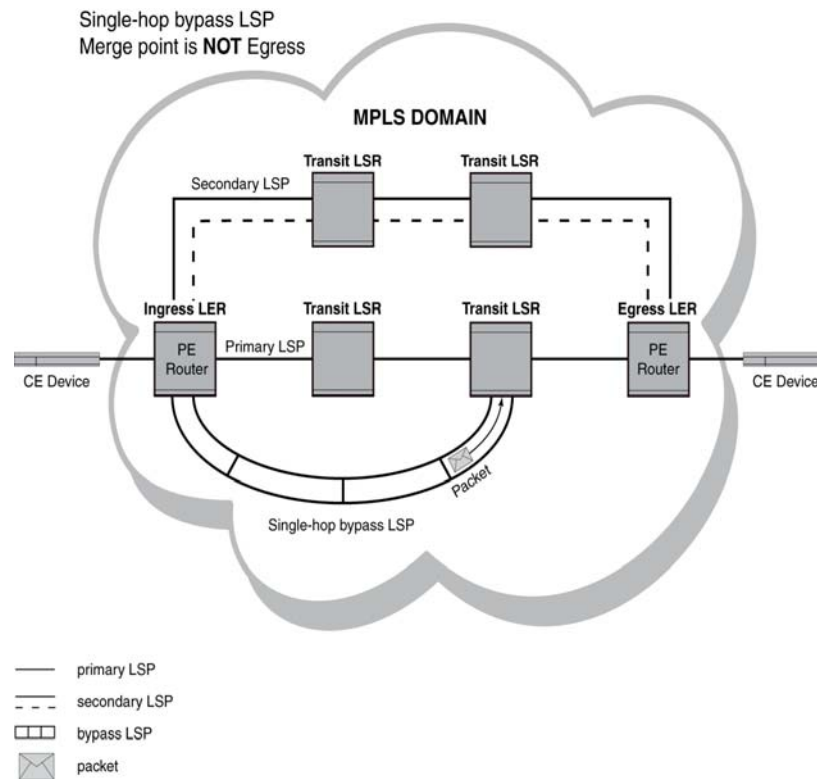 Single-hop bypass LSP
Merge point is NOT Egress
MPLS DOMAIN
Transit LSR
Transit LSR
Secondary LSP
Ingress LER
Transit LSR
Transit LSR
Egress LER
PE
Router
Primary LSP
PE
Router
CE Device
CE Device
Packet
Single-hop bypass LSP
primary LSP
secondary LSP
bypass LSP
packet